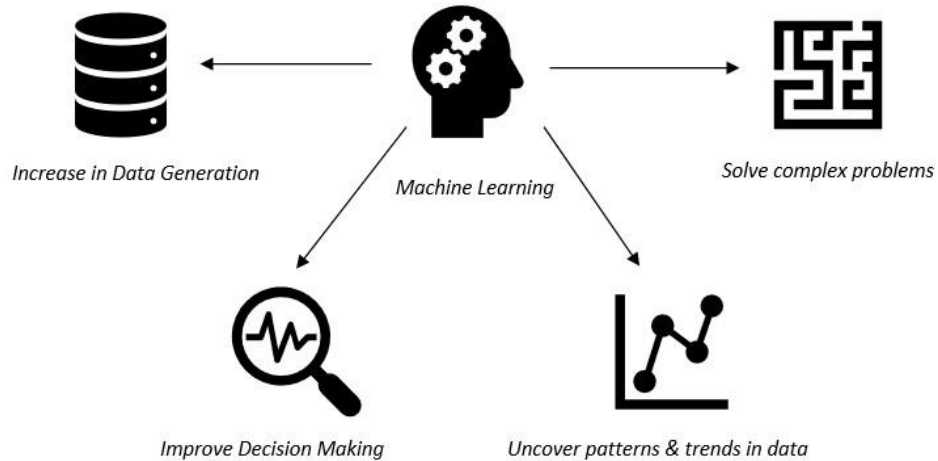 Increase in Data Generation
Machine Learning
Solve complex problems
Improve Decision Making
Uncover patterns & trends in data